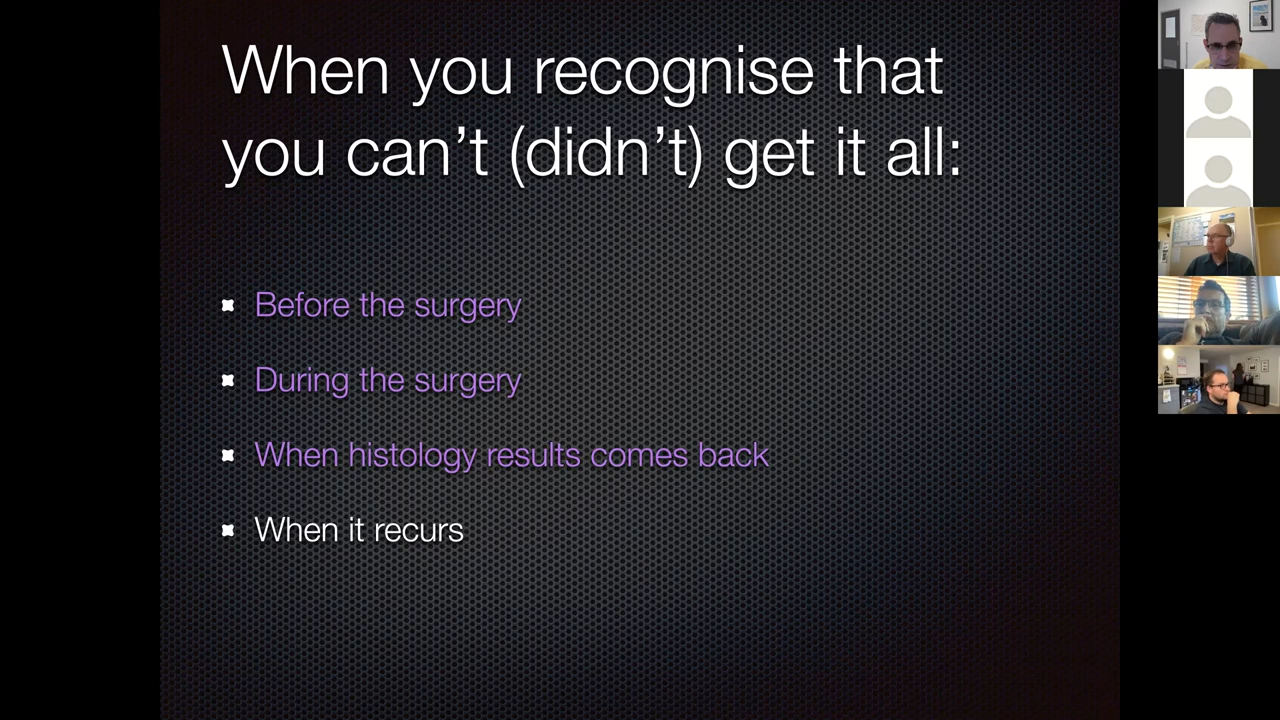 When you recognise that
you can’t (didn’t) get it all:
Before the surgery
During the surgery
When histology results comes back
When it recurs